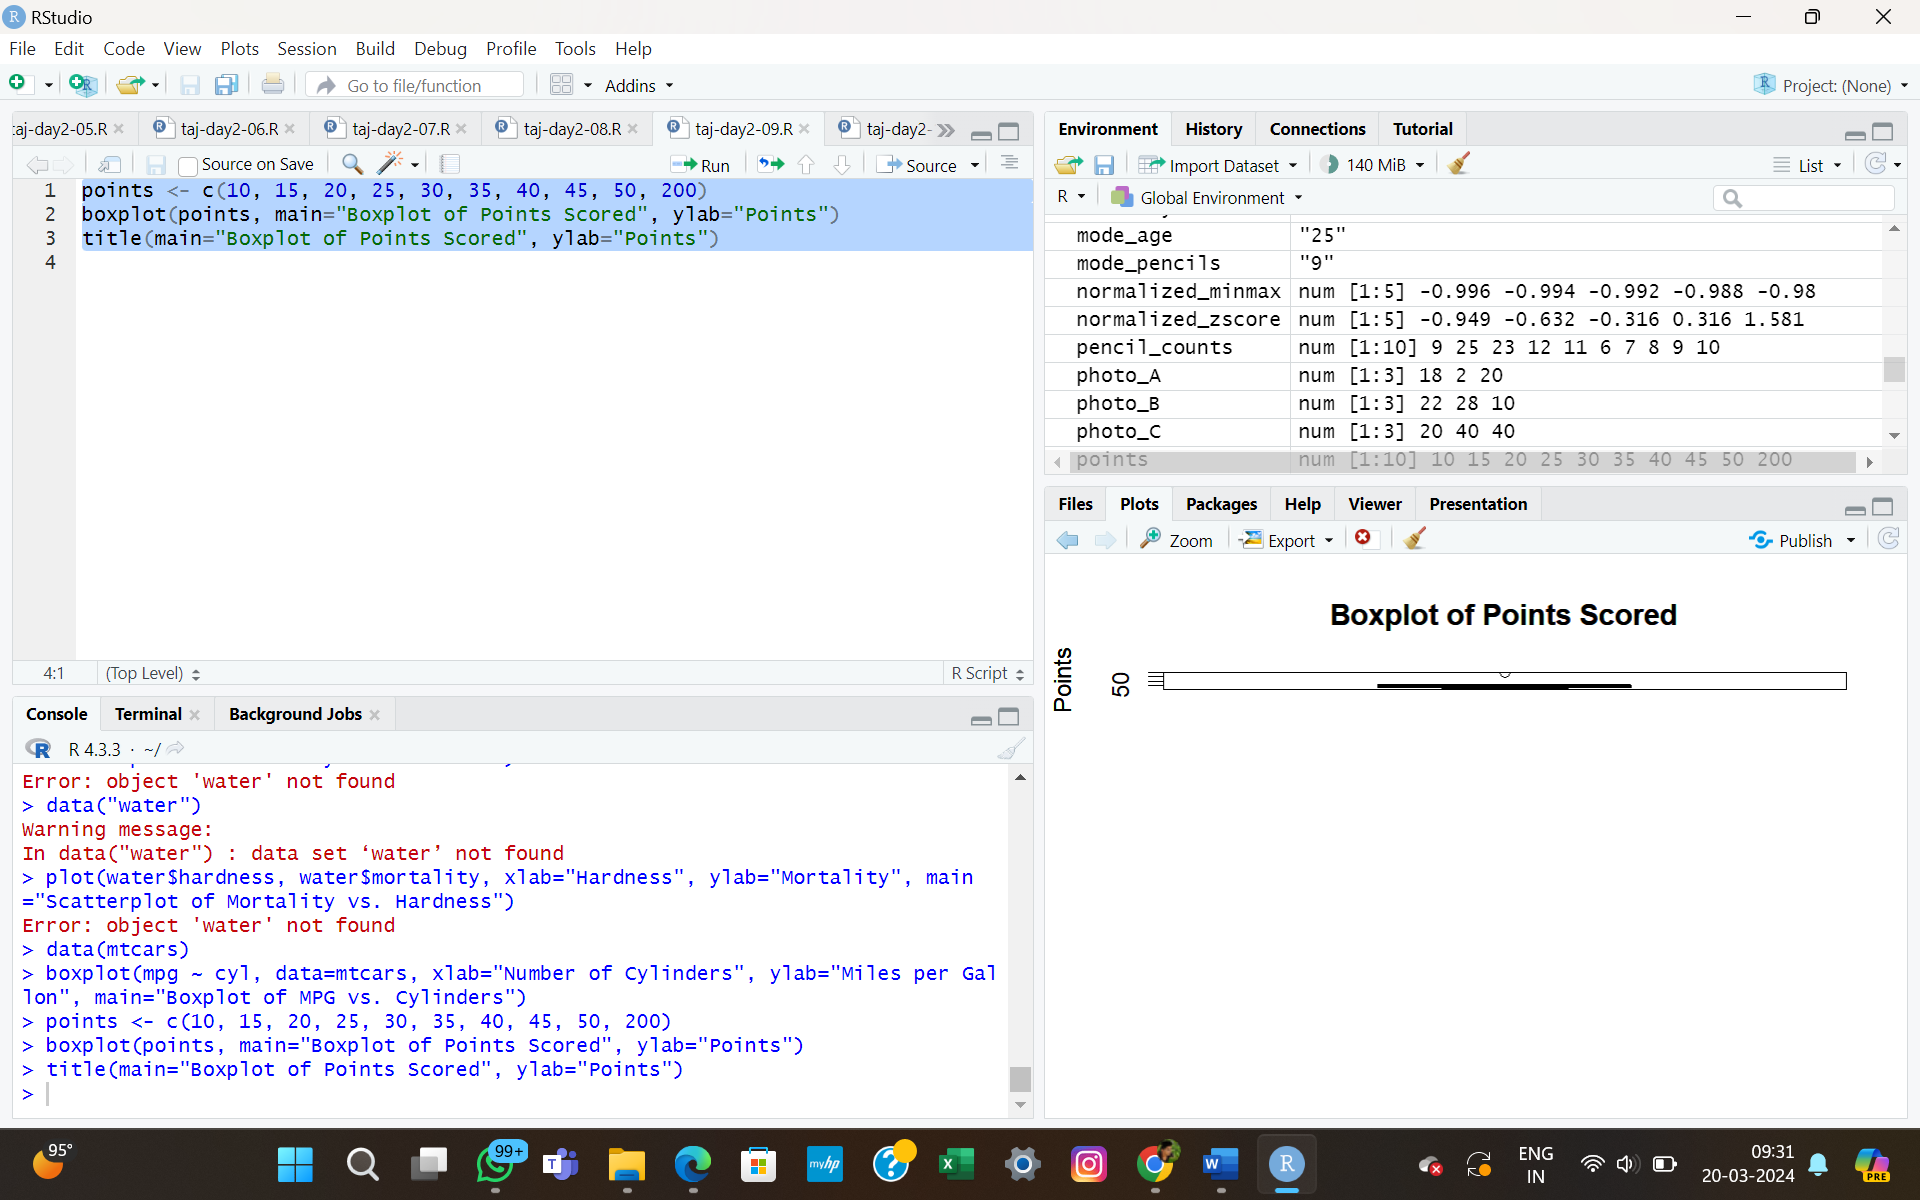 RStudio
File Edit Code View Plots Session Build Debug Profile Tools Help
Go to file/function Addins Project: (None)
taj-day2-05.R taj-day2-06.R taj-day2-07.R taj-day2-08.R taj-day2-09.R taj-day2-
Source on Save Run Source
1 points <- c(10, 15, 20, 25, 30, 35, 40, 45, 50, 200)
2 boxplot(points, main="Boxplot of Points Scored", ylab="Points")
3 title(main="Boxplot of Points Scored", ylab="Points")
4
4:1 (Top Level) R Script
Console Terminal Background Jobs
R 4.3.3 · ~/
Error: object 'water' not found
> data("water")
Warning message:
In data("water") : data set ‘water’ not found
> plot(water$hardness, water$mortality, xlab="Hardness", ylab="Mortality", main
="Scatterplot of Mortality vs. Hardness")
Error: object 'water' not found
> data(mtcars)
> boxplot(mpg ~ cyl, data=mtcars, xlab="Number of Cylinders", ylab="Miles per Gal
lon", main="Boxplot of MPG vs. Cylinders")
> points <- c(10, 15, 20, 25, 30, 35, 40, 45, 50, 200)
> boxplot(points, main="Boxplot of Points Scored", ylab="Points")
> title(main="Boxplot of Points Scored", ylab="Points")
>
Environment History Connections Tutorial
Import Dataset 140 MiB List
R Global Environment
mode_age "25"
mode_pencils "9"
normalized_minmax num [1:5] -0.996 -0.994 -0.992 -0.988 -0.98
normalized_zscore num [1:5] -0.949 -0.632 -0.316 0.316 1.581
pencil_counts num [1:10] 9 25 23 12 11 6 7 8 9 10
photo_A num [1:3] 18 2 20
photo_B num [1:3] 22 28 10
photo_C num [1:3] 20 40 40
points num [1:10] 10 15 20 25 30 35 40 45 50 200
Files Plots Packages Help Viewer Presentation
Zoom Export Publish
Boxplot of Points Scored
Points
50
95°
99+
myhp
ENG
IN
09:31
20-03-2024
PRE